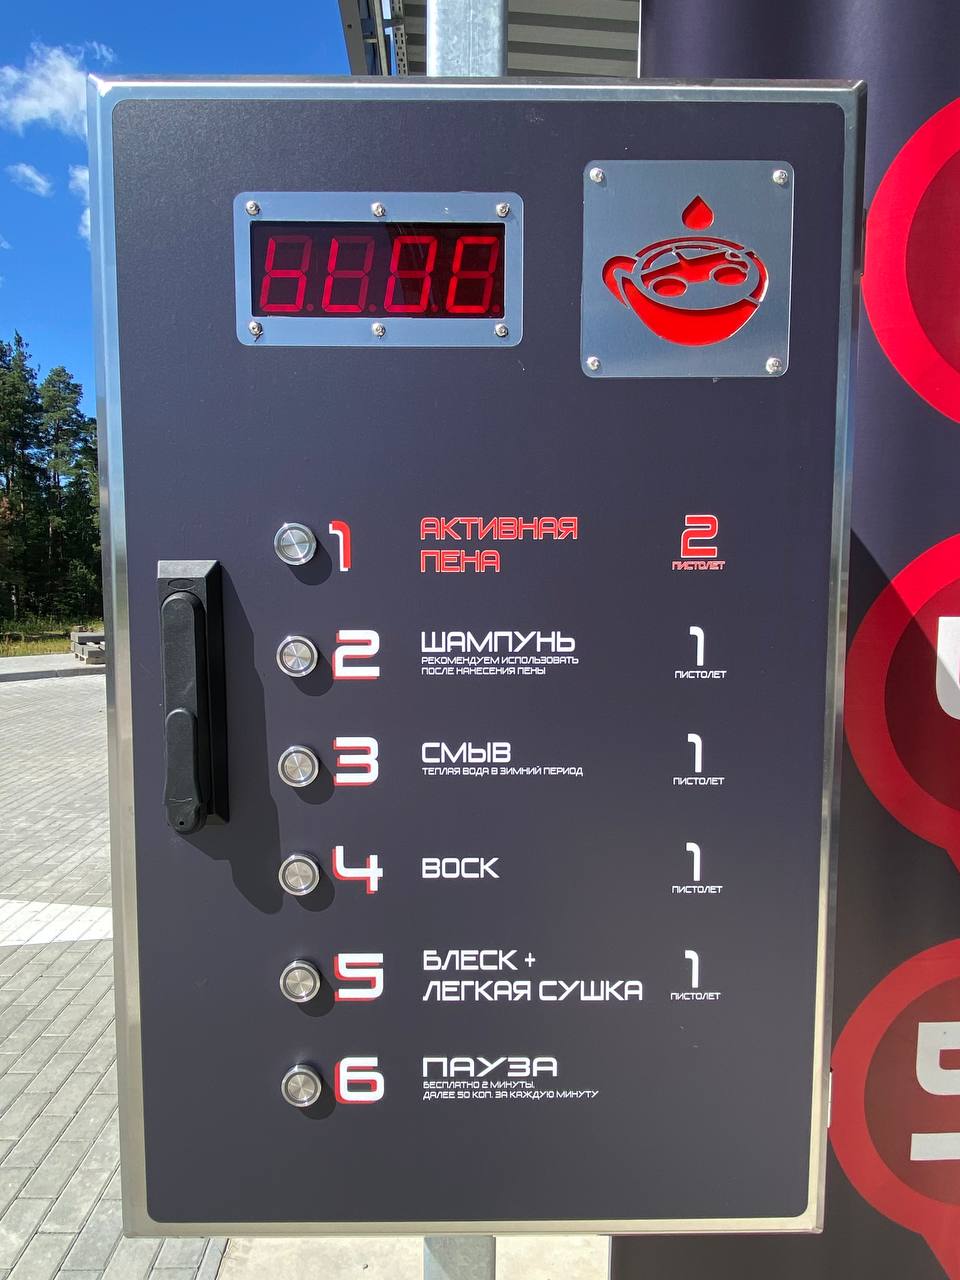 1
АКТИВНАЯ
ПЕНА
2
ПИСТОЛЕТ
2
ШАМПУНЬ
РЕКОМЕНДУЕМ ИСПОЛЬЗОВАТЬ
ПОСЛЕ НАНЕСЕНИЯ ПЕНЫ
1
ПИСТОЛЕТ
3
СМЫВ
ТЕПЛАЯ ВОДА В ЗИМНИЙ ПЕРИОД
1
ПИСТОЛЕТ
4
ВОСК
1
ПИСТОЛЕТ
5
БЛЕСК +
ЛЕГКАЯ СУШКА
1
ПИСТОЛЕТ
6
ПАУЗА
БЕСПЛАТНО 2 МИНУТЫ,
ДАЛЕЕ 50 КОП. ЗА КАЖДУЮ МИНУТУ